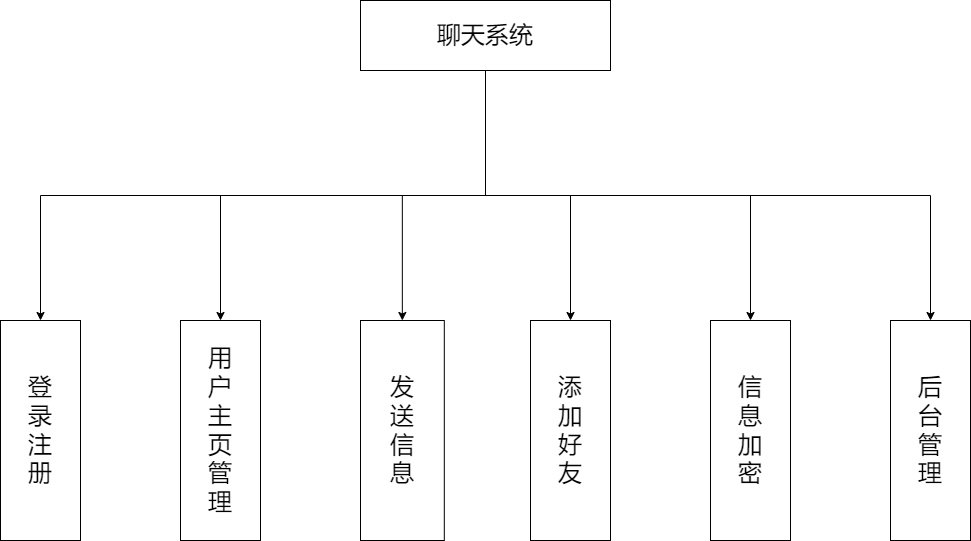 聊天系统
登录注册
用户主页管理
发送信息
添加好友
信息加密
后台管理